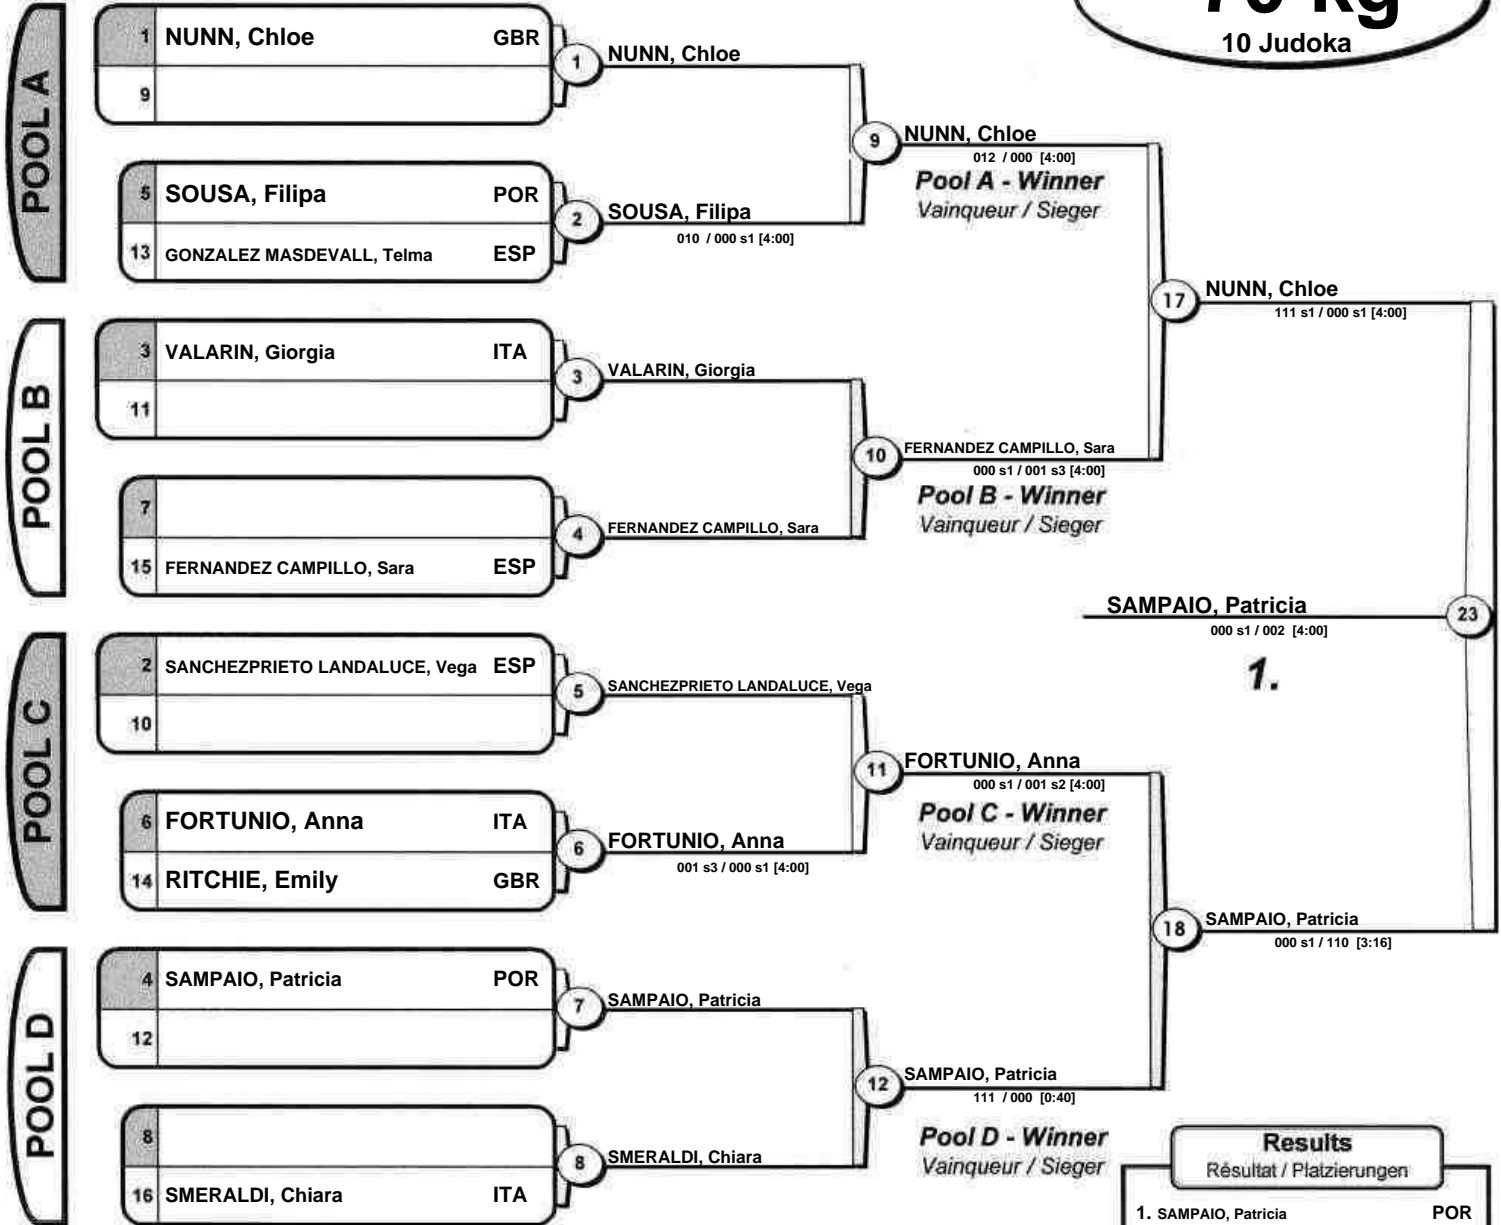 10 Judoka
POOL A
1 NUNN, Chloe GBR
9
1
NUNN, Chloe
5 SOUSA, Filipa POR
13 GONZALEZ MASDEVALL, Telma ESP
2
SOUSA, Filipa
010 / 000 s1 [4:00]
9
NUNN, Chloe
012 / 000 [4:00]
Pool A - Winner
Vainqueur / Sieger
POOL B
3 VALARIN, Giorgia ITA
11
3
VALARIN, Giorgia
7
15 FERNANDEZ CAMPILLO, Sara ESP
4
FERNANDEZ CAMPILLO, Sara
10
FERNANDEZ CAMPILLO, Sara
000 s1 / 001 s3 [4:00]
Pool B - Winner
Vainqueur / Sieger
17
NUNN, Chloe
111 s1 / 000 s1 [4:00]
SAMPAIO, Patricia
23
000 s1 / 002 [4:00]
1.
POOL C
2 SANCHEZPRIETO LANDALUCE, Vega ESP
10
5
SANCHEZPRIETO LANDALUCE, Vega
6 FORTUNIO, Anna ITA
14 RITCHIE, Emily GBR
6
FORTUNIO, Anna
001 s3 / 000 s1 [4:00]
11
FORTUNIO, Anna
000 s1 / 001 s2 [4:00]
Pool C - Winner
Vainqueur / Sieger
18
SAMPAIO, Patricia
000 s1 / 110 [3:16]
POOL D
4 SAMPAIO, Patricia POR
12
7
SAMPAIO, Patricia
8
16 SMERALDI, Chiara ITA
8
SMERALDI, Chiara
12
SAMPAIO, Patricia
111 / 000 [0:40]
Pool D - Winner
Vainqueur / Sieger
Results
Résultat / Platzierungen
1. SAMPAIO, Patricia POR